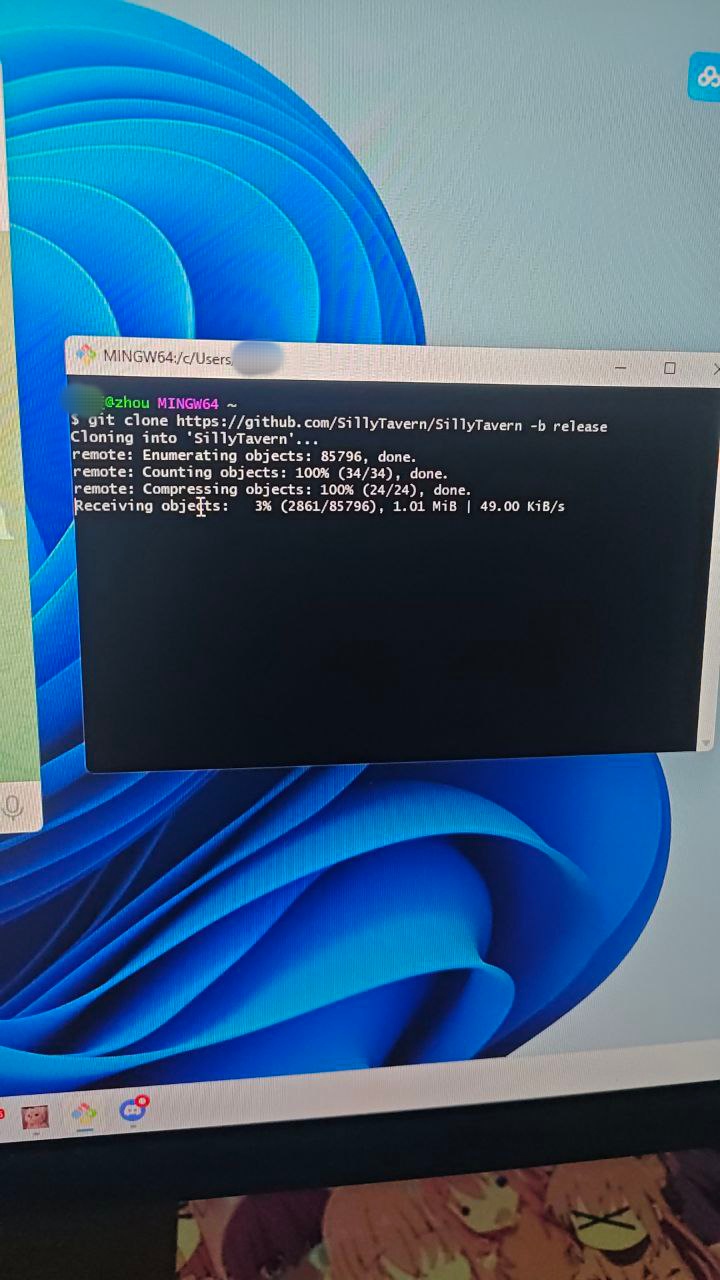 MINGW64:/c/Users
@zhou MINGW64 ~
$ git clone https://github.com/SillyTavern/SillyTavern -b release
Cloning into 'SillyTavern'...
remote: Enumerating objects: 85796, done.
remote: Counting objects: 100% (34/34), done.
remote: Compressing objects: 100% (24/24), done.
Receiving objects: 3% (2861/85796), 1.01 MiB | 49.00 KiB/s